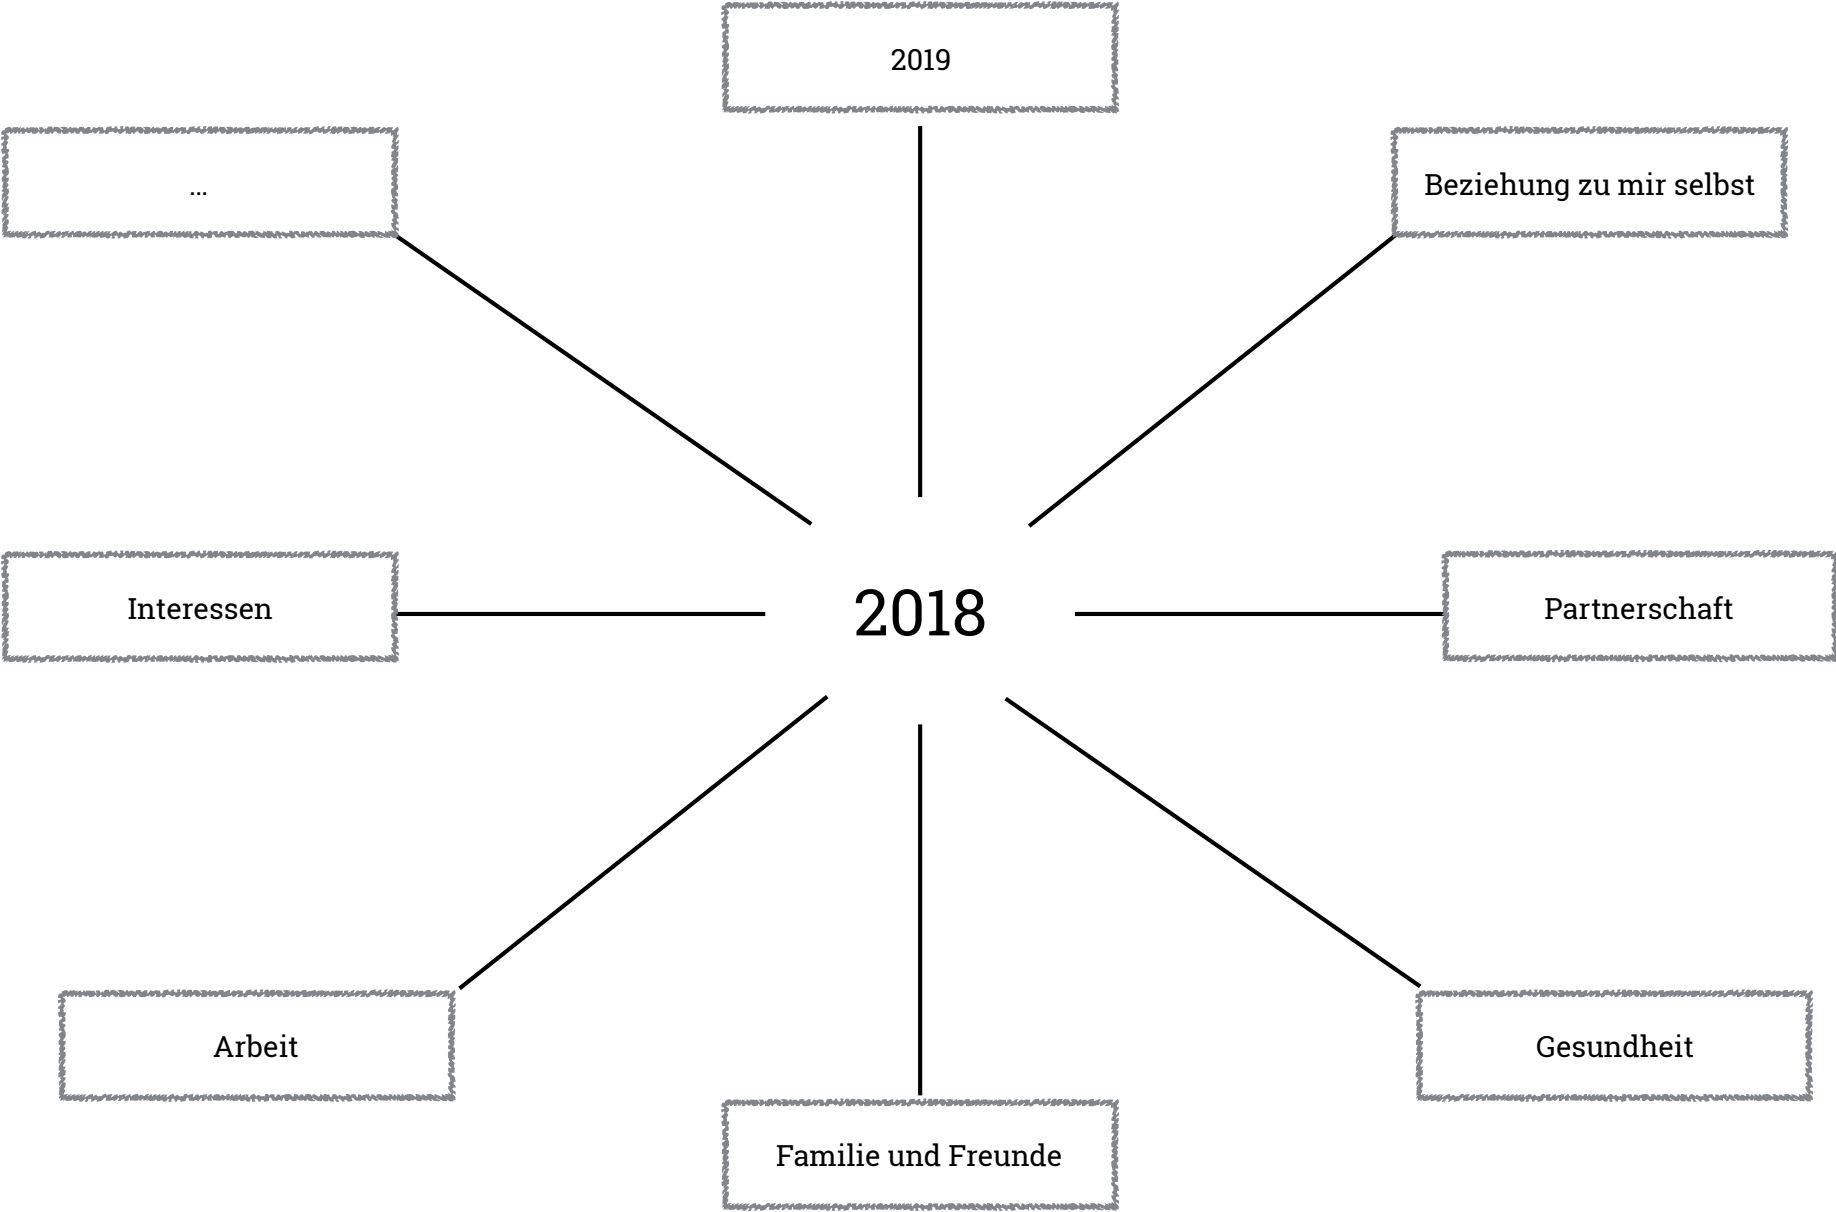 2019
...
Beziehung zu mir selbst
Interessen
2018
Partnerschaft
Arbeit
Gesundheit
Familie und Freunde